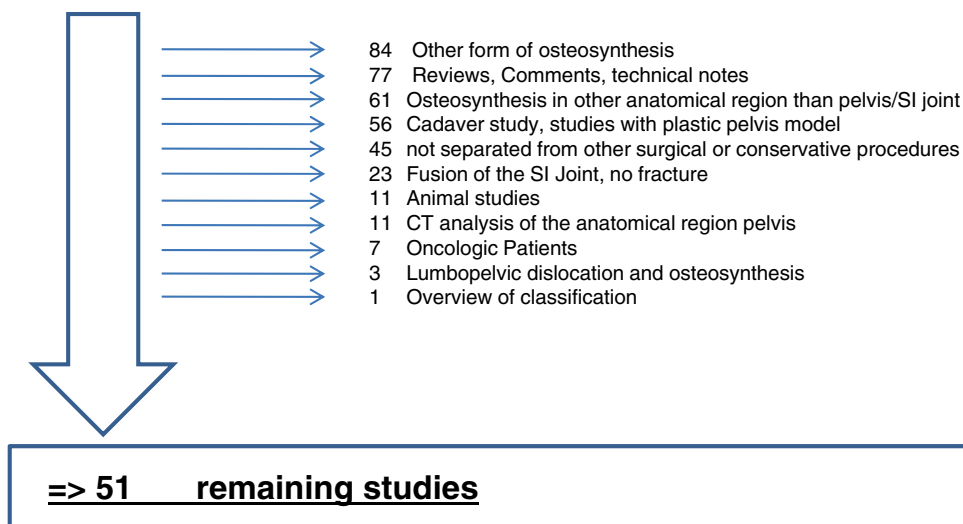 84 Other form of osteosynthesis
77 Reviews, Comments, technical notes
61 Osteosynthesis in other anatomical region than pelvis/SI joint
56 Cadaver study, studies with plastic pelvis model
45 not separated from other surgical or conservative procedures
23 Fusion of the SI Joint, no fracture
11 Animal studies
11 CT analysis of the anatomical region pelvis
7 Oncologic Patients
3 Lumbopelvic dislocation and osteosynthesis
1 Overview of classification
=> 51 remaining studies